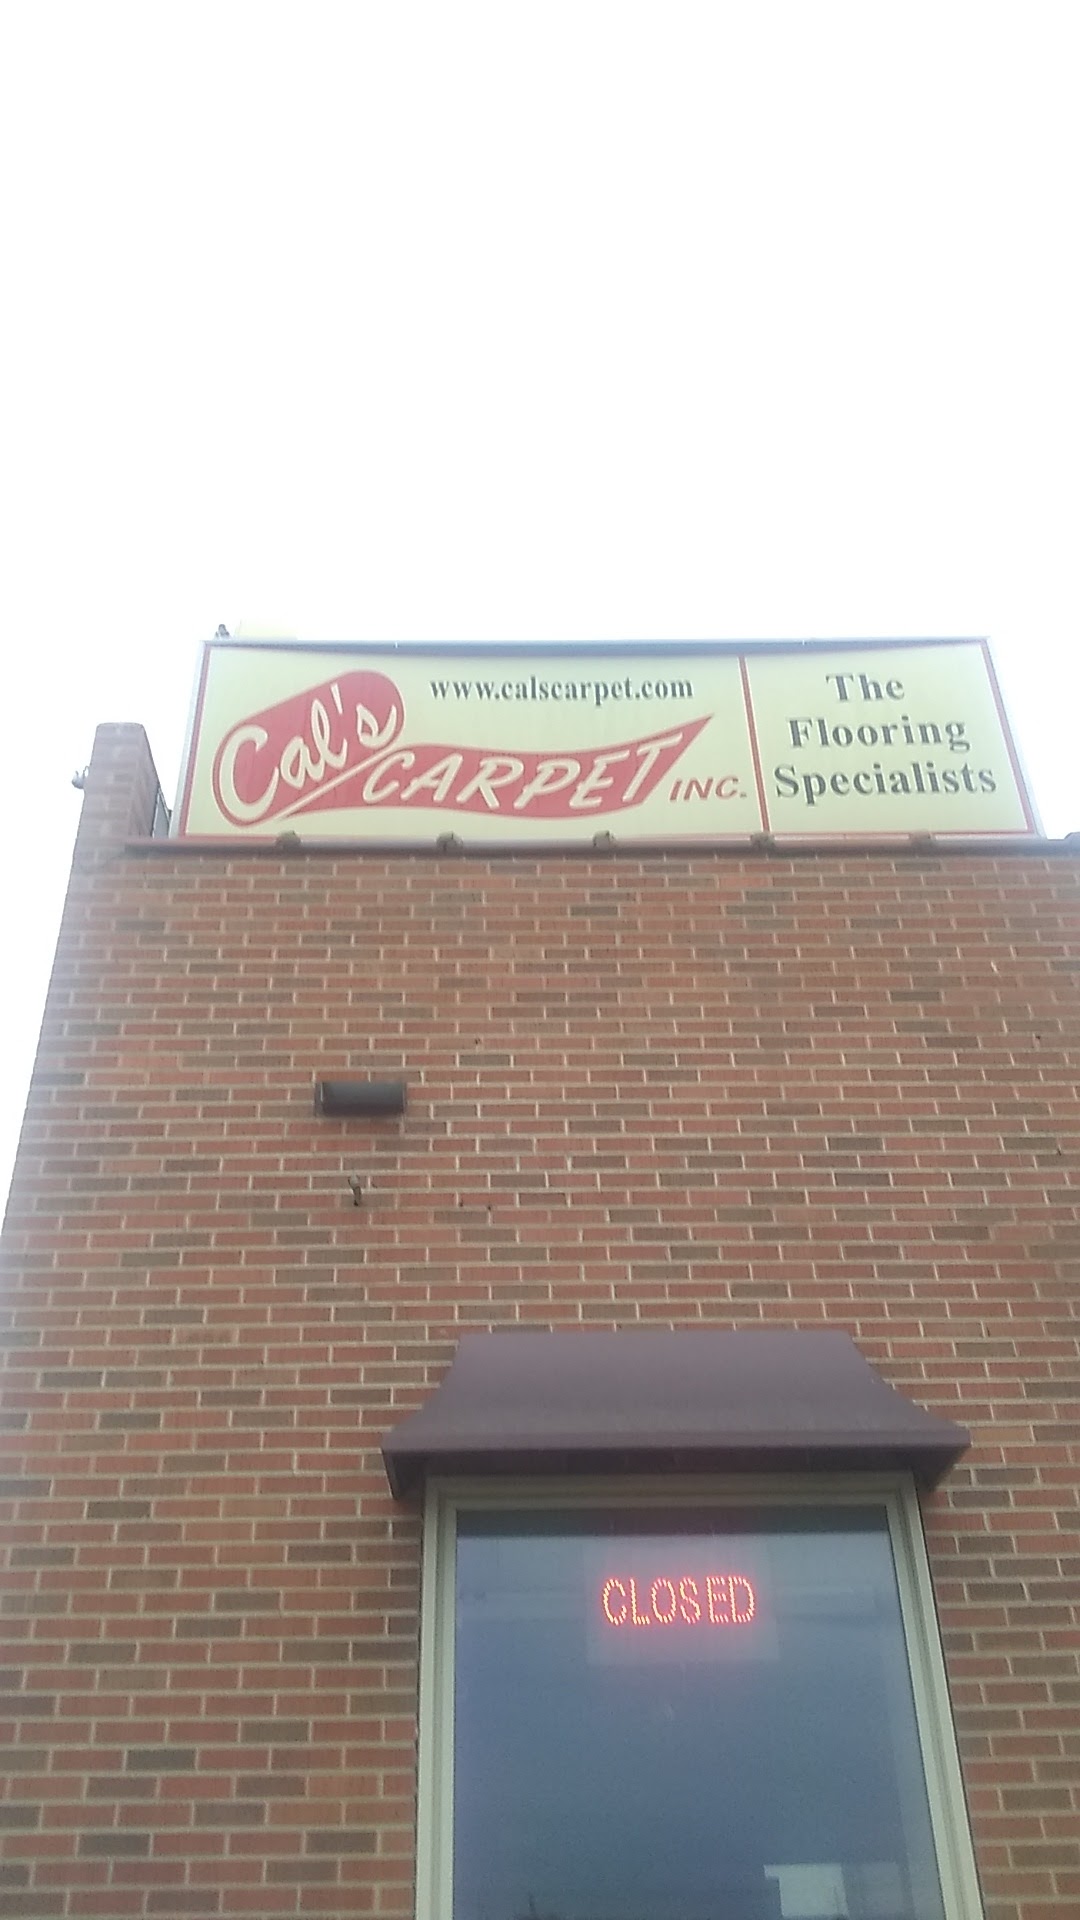 www.calscarpet.com
Cal's
CARPET INC.
The
Flooring
Specialists
CLOSED